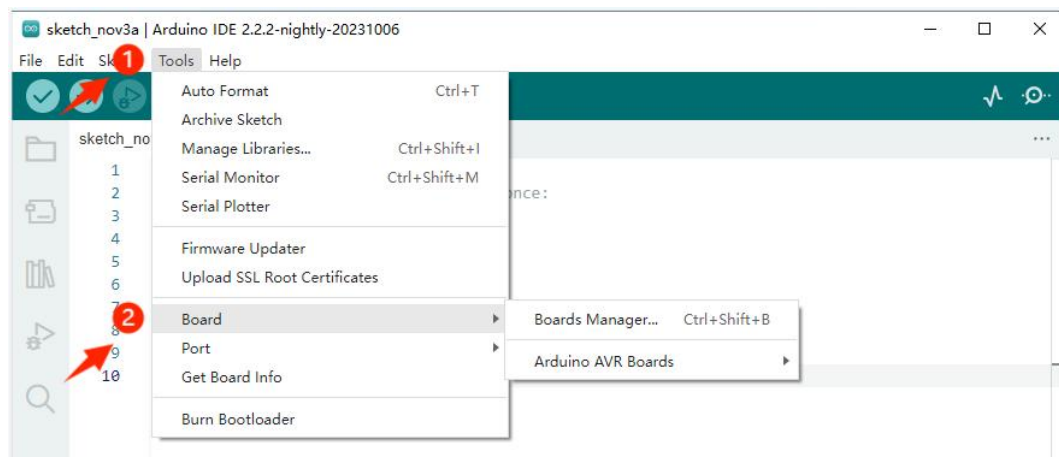 sketch_nov3a | Arduino IDE 2.2.2-nightly-20231006
File Edit Sk 1 Tools Help
Auto Format Ctrl+T
Archive Sketch
sketch_no
Manage Libraries... Ctrl+Shift+I
Serial Monitor Ctrl+Shift+M
Serial Plotter
Firmware Updater
Upload SSL Root Certificates
Board
Port
Get Board Info
Burn Bootloader
Boards Manager... Ctrl+Shift+B
Arduino AVR Boards
1
2 once:
3
4
5
6
7
2
8
9
10